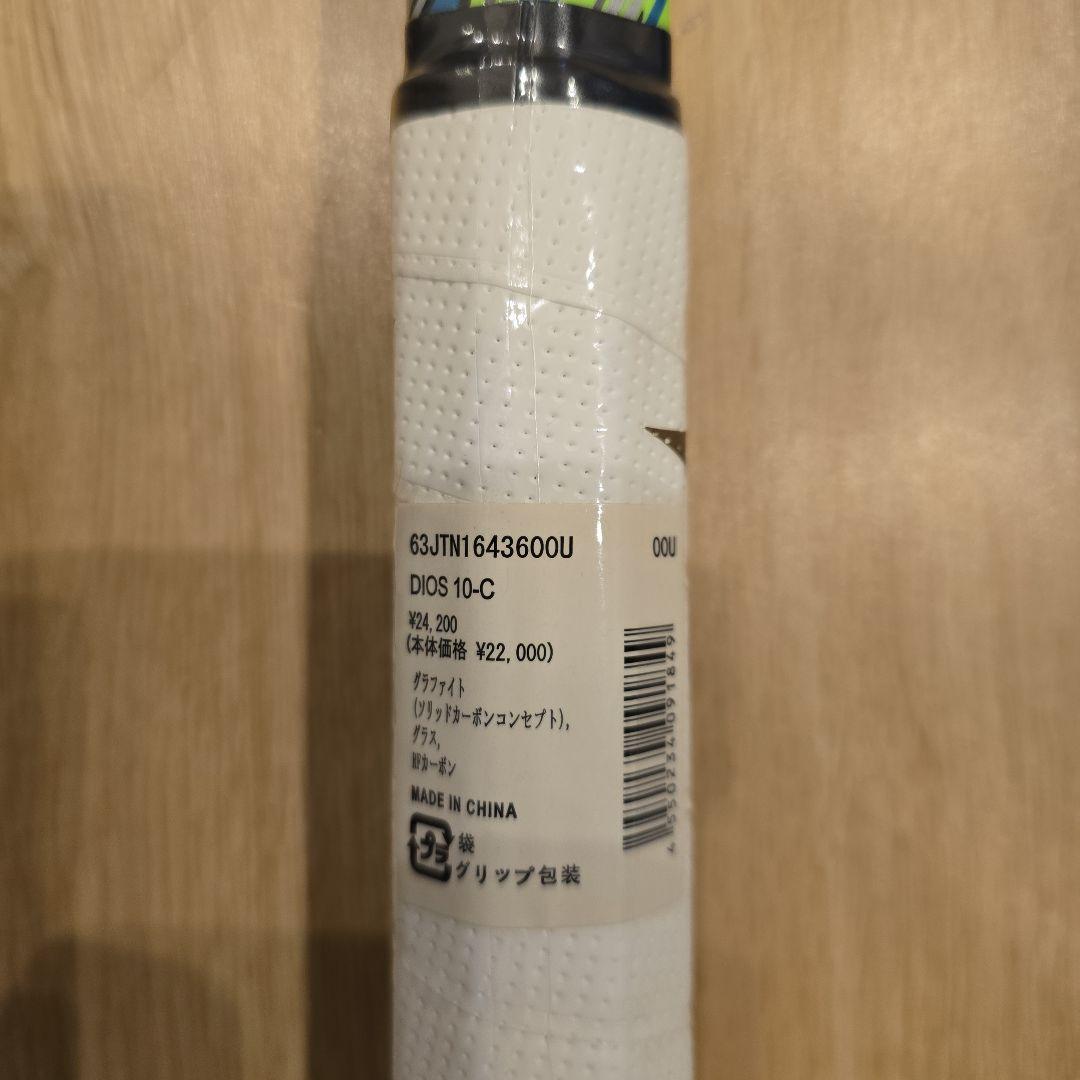 63JTN1643600U 00U
DIOS 10-C
¥24,200
(本体価格 ¥22,000)
グラファイト
(ソリッドカーボンコンセプト),
グラス,
HFカーボン
MADE IN CHINA
プラ 袋
グリップ包装
4550234091849